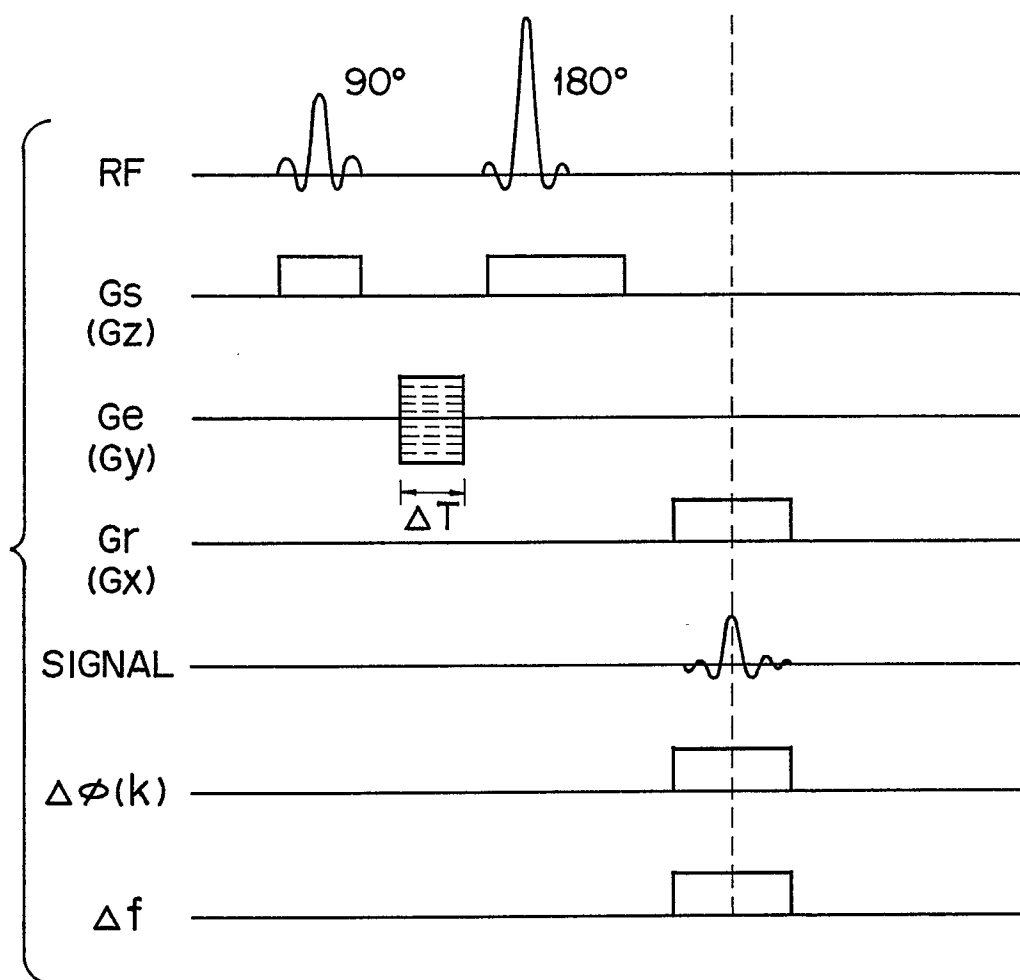 90°
180°
RF
Gs
(Gz)
Ge
(Gy)
ΔT
Gr
(Gx)
SIGNAL
Δφ(k)
Δf